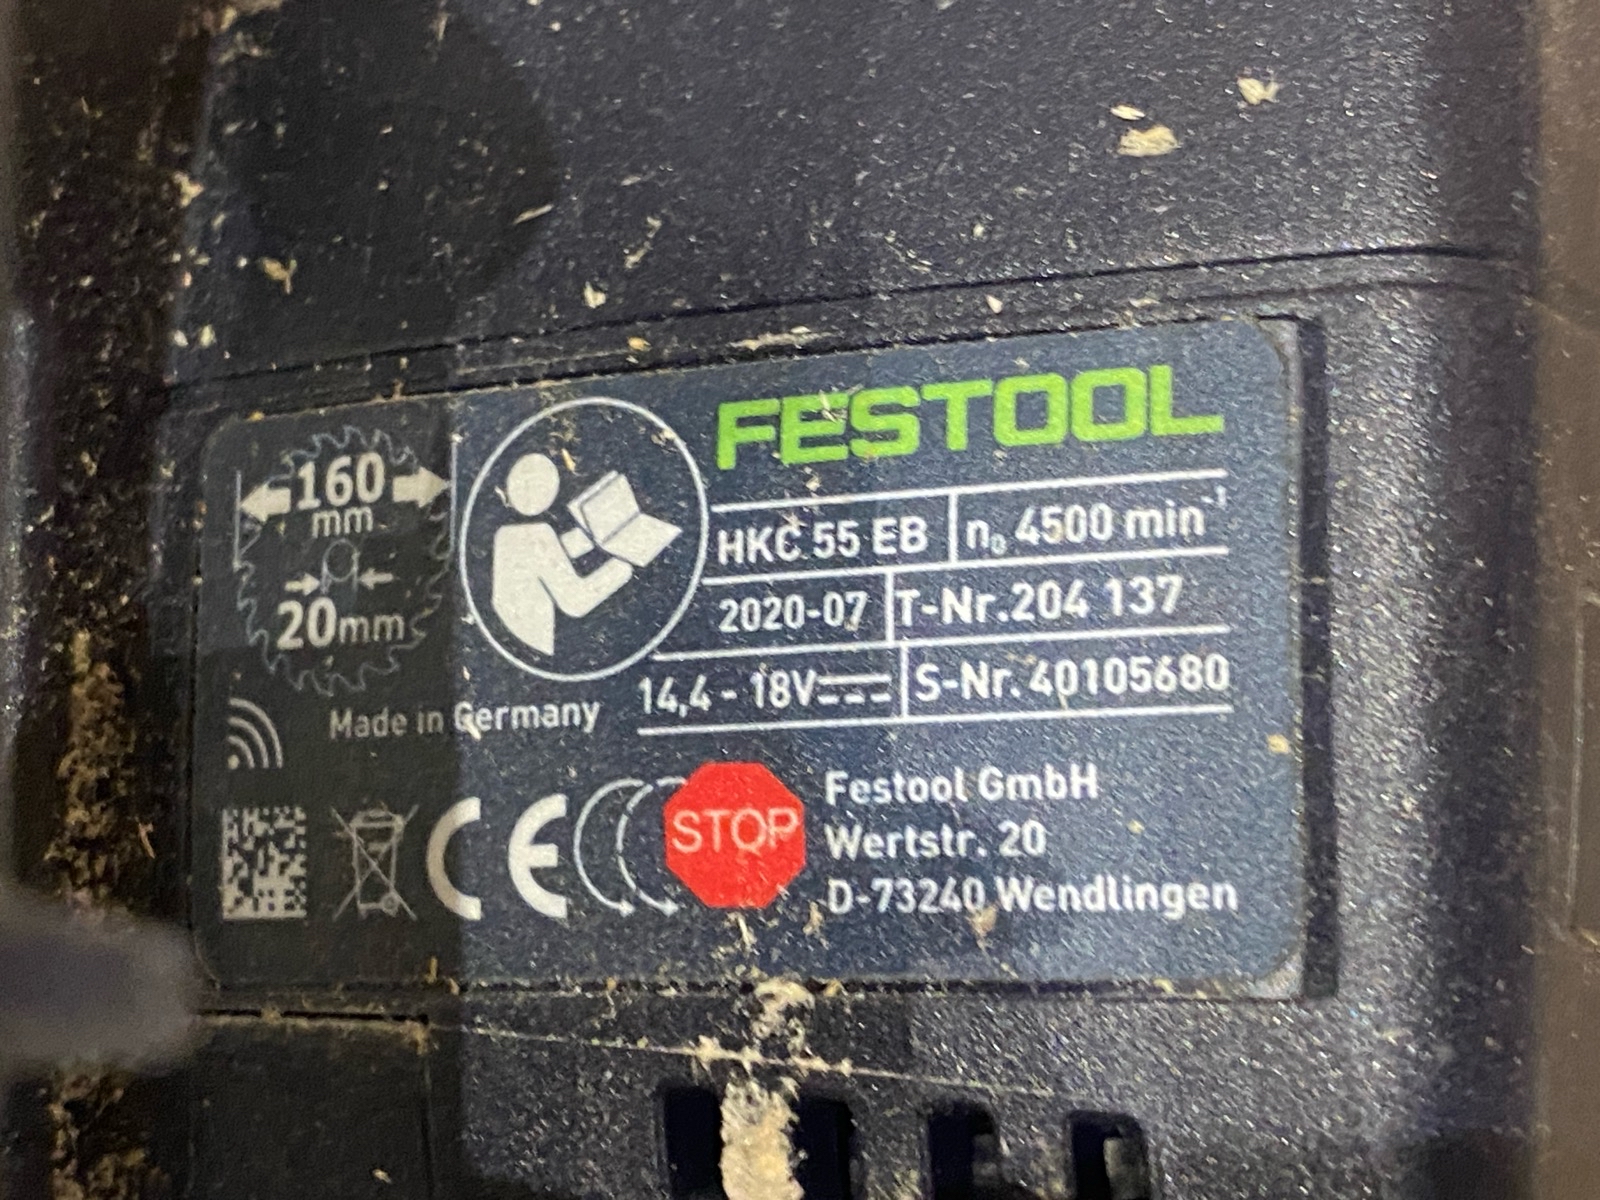 FESTOOL
160
mm
20mm
HKC 55 EB
n₀ 4500 min⁻¹
2020-07
T-Nr.204 137
14,4 - 18V
S-Nr.40105680
Made in Germany
CE
STOP
Festool GmbH
Wertstr. 20
D-73240 Wendlingen